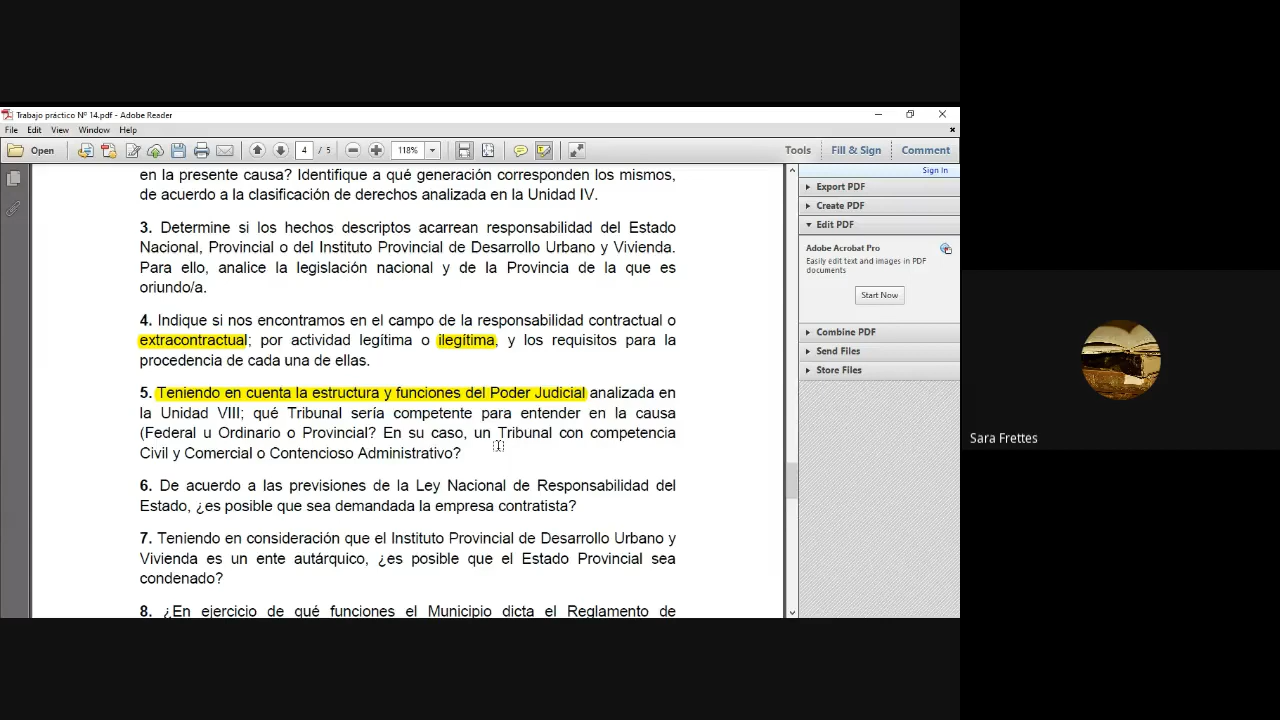 Trabajo práctico Nº 14.pdf - Adobe Reader
File Edit View Window Help
Open 4 / 5 118% Tools Fill & Sign Comment
Sign In
Export PDF
Create PDF
Edit PDF
Adobe Acrobat Pro
Easily edit text and images in PDF
documents
Start Now
Combine PDF
Send Files
Store Files
en la presente causa? Identifique a qué generación corresponden los mismos,
de acuerdo a la clasificación de derechos analizada en la Unidad IV.
3. Determine si los hechos descriptos acarrean responsabilidad del Estado
Nacional, Provincial o del Instituto Provincial de Desarrollo Urbano y Vivienda.
Para ello, analice la legislación nacional y de la Provincia de la que es
oriundo/a.
4. Indique si nos encontramos en el campo de la responsabilidad contractual o
extracontractual; por actividad legítima o ilegítima, y los requisitos para la
procedencia de cada una de ellas.
5. Teniendo en cuenta la estructura y funciones del Poder Judicial analizada en
la Unidad VIII; qué Tribunal sería competente para entender en la causa
(Federal u Ordinario o Provincial? En su caso, un Tribunal con competencia
Civil y Comercial o Contencioso Administrativo?
6. De acuerdo a las previsiones de la Ley Nacional de Responsabilidad del
Estado, ¿es posible que sea demandada la empresa contratista?
7. Teniendo en consideración que el Instituto Provincial de Desarrollo Urbano y
Vivienda es un ente autárquico, ¿es posible que el Estado Provincial sea
condenado?
8. ¿En ejercicio de qué funciones el Municipio dicta el Reglamento de
Sara Frettes